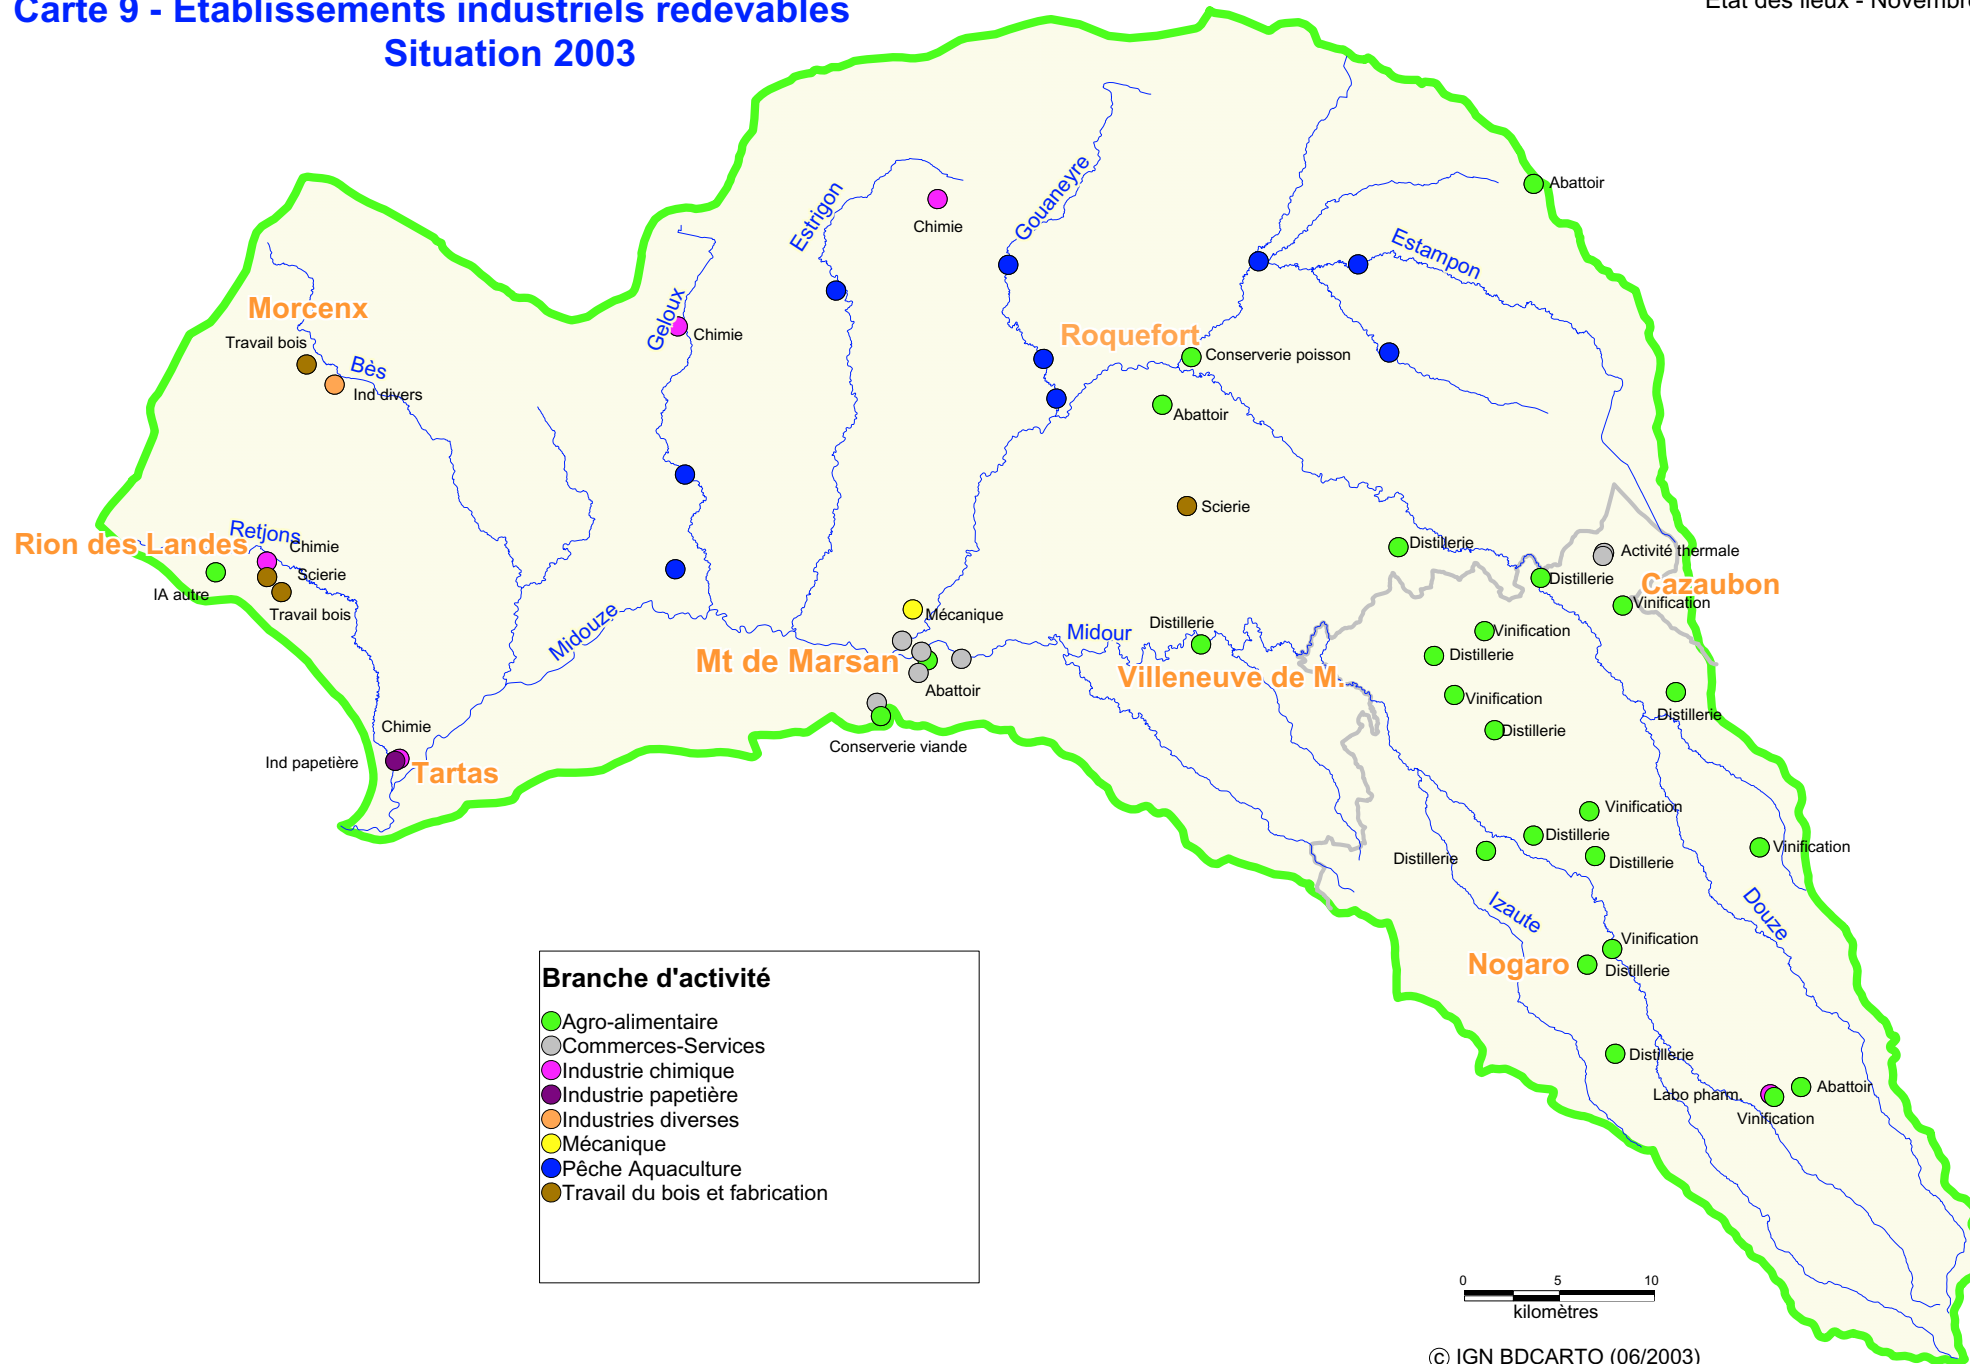 Carte 9 - Etablissements industriels redevables
Situation 2003
Etat des lieux - Novembre
Abattoir
Chimie
Estrigon
Gouaneyre
Estampon
Morcenx
Travail bois
Bès
Ind divers
Geloux
Chimie
Roquefort
Conserverie poisson
Abattoir
Scierie
Retjons
Rion des Landes
Chimie
Scierie
IA autre
Travail bois
Distillerie
Activité thermale
Distillerie
Cazaubon
Vinification
Mécanique
Midouze
Distillerie
Midour
Vinification
Mt de Marsan
Distillerie
Villeneuve de M.
Abattoir
Vinification
Distillerie
Distillerie
Chimie
Conserverie viande
Ind papetière
Tartas
Vinification
Distillerie
Vinification
Distillerie
Distillerie
Izaute
Douze
Vinification
Nogaro
Distillerie
Distillerie
Labo pharm.
Abattoir
Vinification
Branche d'activité
Agro-alimentaire
Commerces-Services
Industrie chimique
Industrie papetière
Industries diverses
Mécanique
Pêche Aquaculture
Travail du bois et fabrication
0 5 10
kilomètres
© IGN BDCARTO (06/2003)